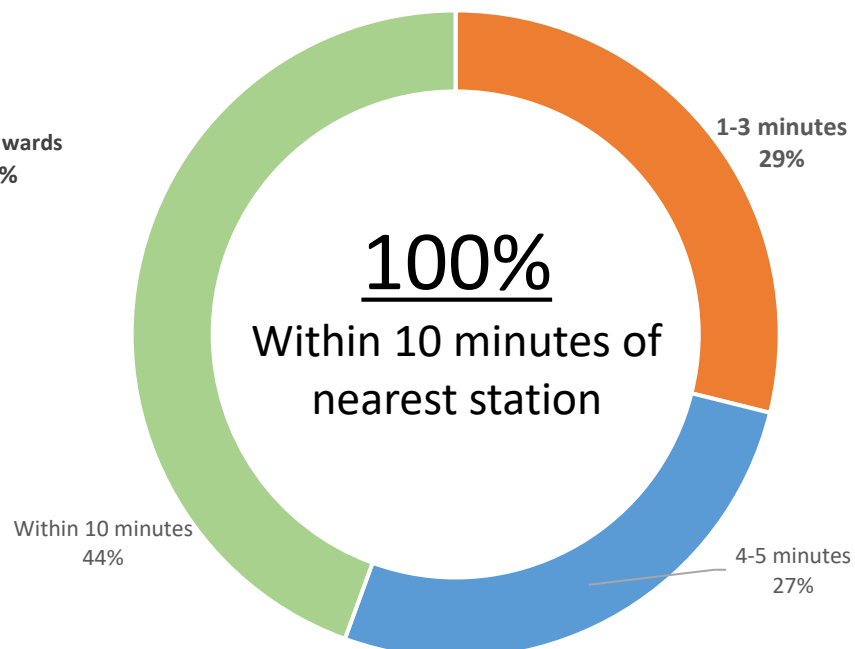 wards
%
1-3 minutes
29%
100%
Within 10 minutes of
nearest station
Within 10 minutes
44%
4-5 minutes
27%